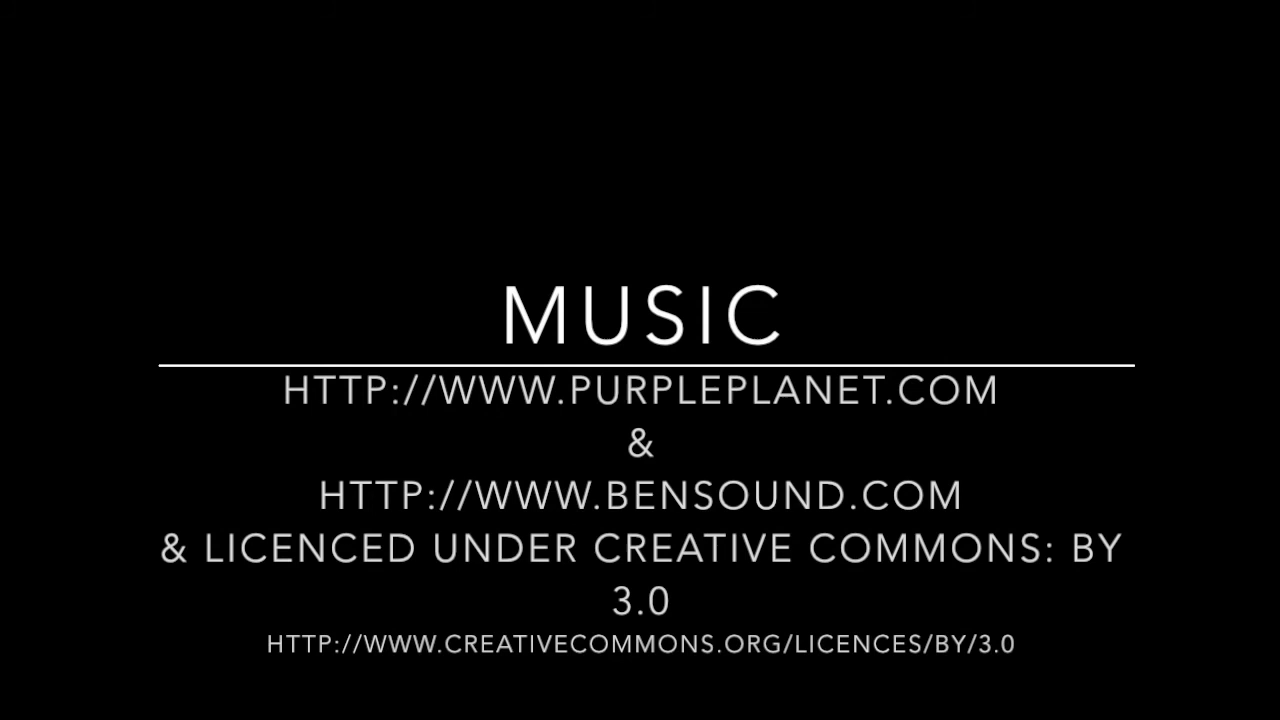 MUSIC
HTTP://WWW.PURPLEPLANET.COM
&
HTTP://WWW.BENSOUND.COM
& LICENCED UNDER CREATIVE COMMONS: BY
3.0
HTTP://WWW.CREATIVECOMMONS.ORG/LICENCES/BY/3.0